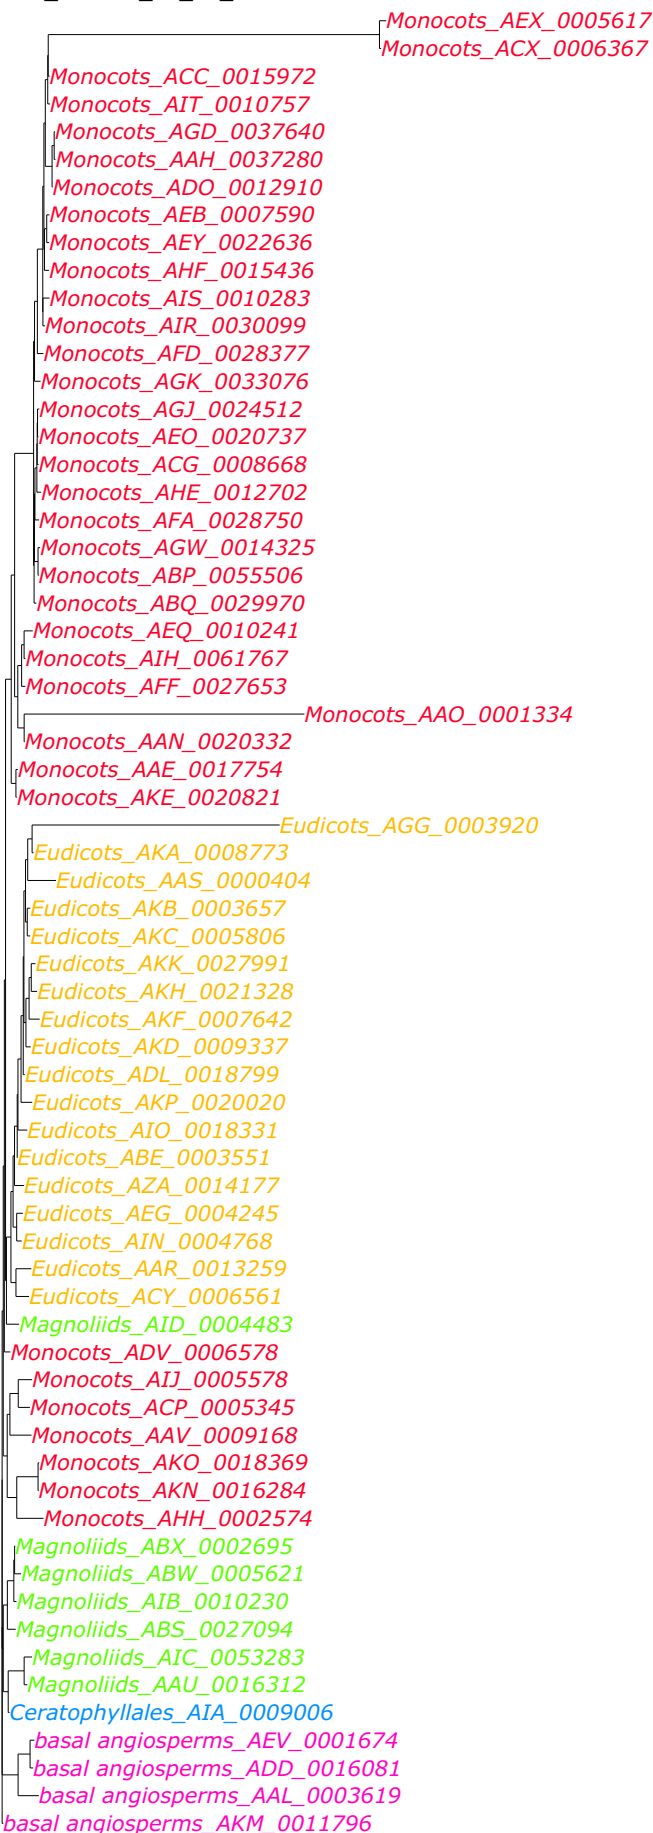 Monocots_AEX_0005617
Monocots_ACX_0006367
Monocots_ACC_0015972
Monocots_AIT_0010757
Monocots_AGD_0037640
Monocots_AAH_0037280
Monocots_ADO_0012910
Monocots_AEB_0007590
Monocots_AEY_0022636
Monocots_AHF_0015436
Monocots_AIS_0010283
Monocots_AIR_0030099
Monocots_AFD_0028377
Monocots_AGK_0033076
Monocots_AGJ_0024512
Monocots_AEO_0020737
Monocots_ACG_0008668
Monocots_AHE_0012702
Monocots_AFA_0028750
Monocots_AGW_0014325
Monocots_ABP_0055506
Monocots_ABQ_0029970
Monocots_AEQ_0010241
Monocots_AIH_0061767
Monocots_AFF_0027653
Monocots_AAO_0001334
Monocots_AAN_0020332
Monocots_AAE_0017754
Monocots_AKE_0020821
Eudicots_AGG_0003920
Eudicots_AKA_0008773
Eudicots_AAS_0000404
Eudicots_AKB_0003657
Eudicots_AKC_0005806
Eudicots_AKK_0027991
Eudicots_AKH_0021328
Eudicots_AKF_0007642
Eudicots_AKD_0009337
Eudicots_ADL_0018799
Eudicots_AKP_0020020
Eudicots_AIO_0018331
Eudicots_ABE_0003551
Eudicots_AZA_0014177
Eudicots_AEG_0004245
Eudicots_AIN_0004768
Eudicots_AAR_0013259
Eudicots_ACY_0006561
Magnoliids_AID_0004483
Monocots_ADV_0006578
Monocots_AIJ_0005578
Monocots_ACP_0005345
Monocots_AAV_0009168
Monocots_AKO_0018369
Monocots_AKN_0016284
Monocots_AHH_0002574
Magnoliids_ABX_0002695
Magnoliids_ABW_0005621
Magnoliids_AIB_0010230
Magnoliids_ABS_0027094
Magnoliids_AIC_0053283
Magnoliids_AAU_0016312
Ceratophyllales_AIA_0009006
basal angiosperms_AEV_0001674
basal angiosperms_ADD_0016081
basal angiosperms_AAL_0003619
basal angiosperms_AKM_0011796